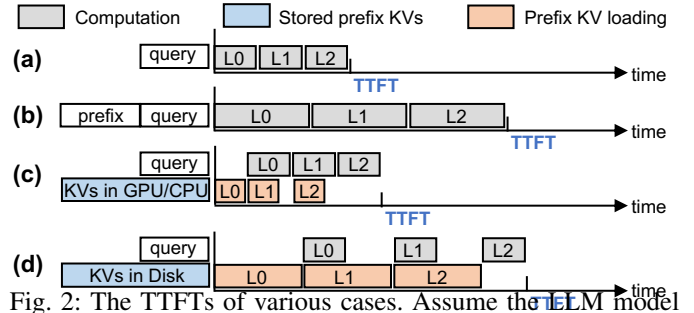 Computation Stored prefix KVs Prefix KV loading
(a) query L0 L1 L2 time
TTFT
(b) prefix query L0 L1 L2 time
TTFT
query L0 L1 L2
(c) KVs in GPU/CPU L0 L1 L2 time
TTFT
query L0 L1 L2
(d) KVs in Disk L0 L1 L2 time
TTFT
Fig. 2: The TTFTs of various cases. Assume the LLM model